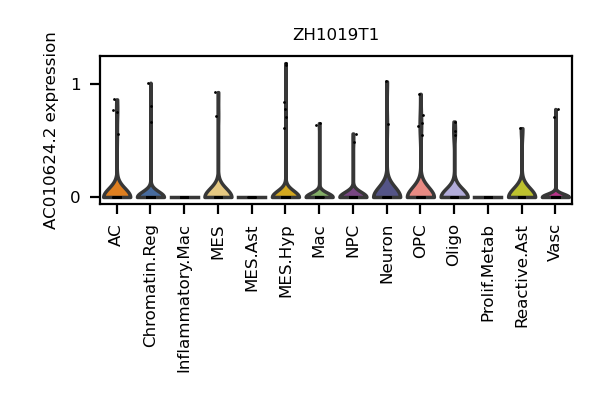 ZH1019T1
AC010624.2 expression
1
0
AC
Chromatin.Reg
Inflammatory.Mac
MES
MES.Ast
MES.Hyp
Mac
NPC
Neuron
OPC
Oligo
Prolif.Metab
Reactive.Ast
Vasc